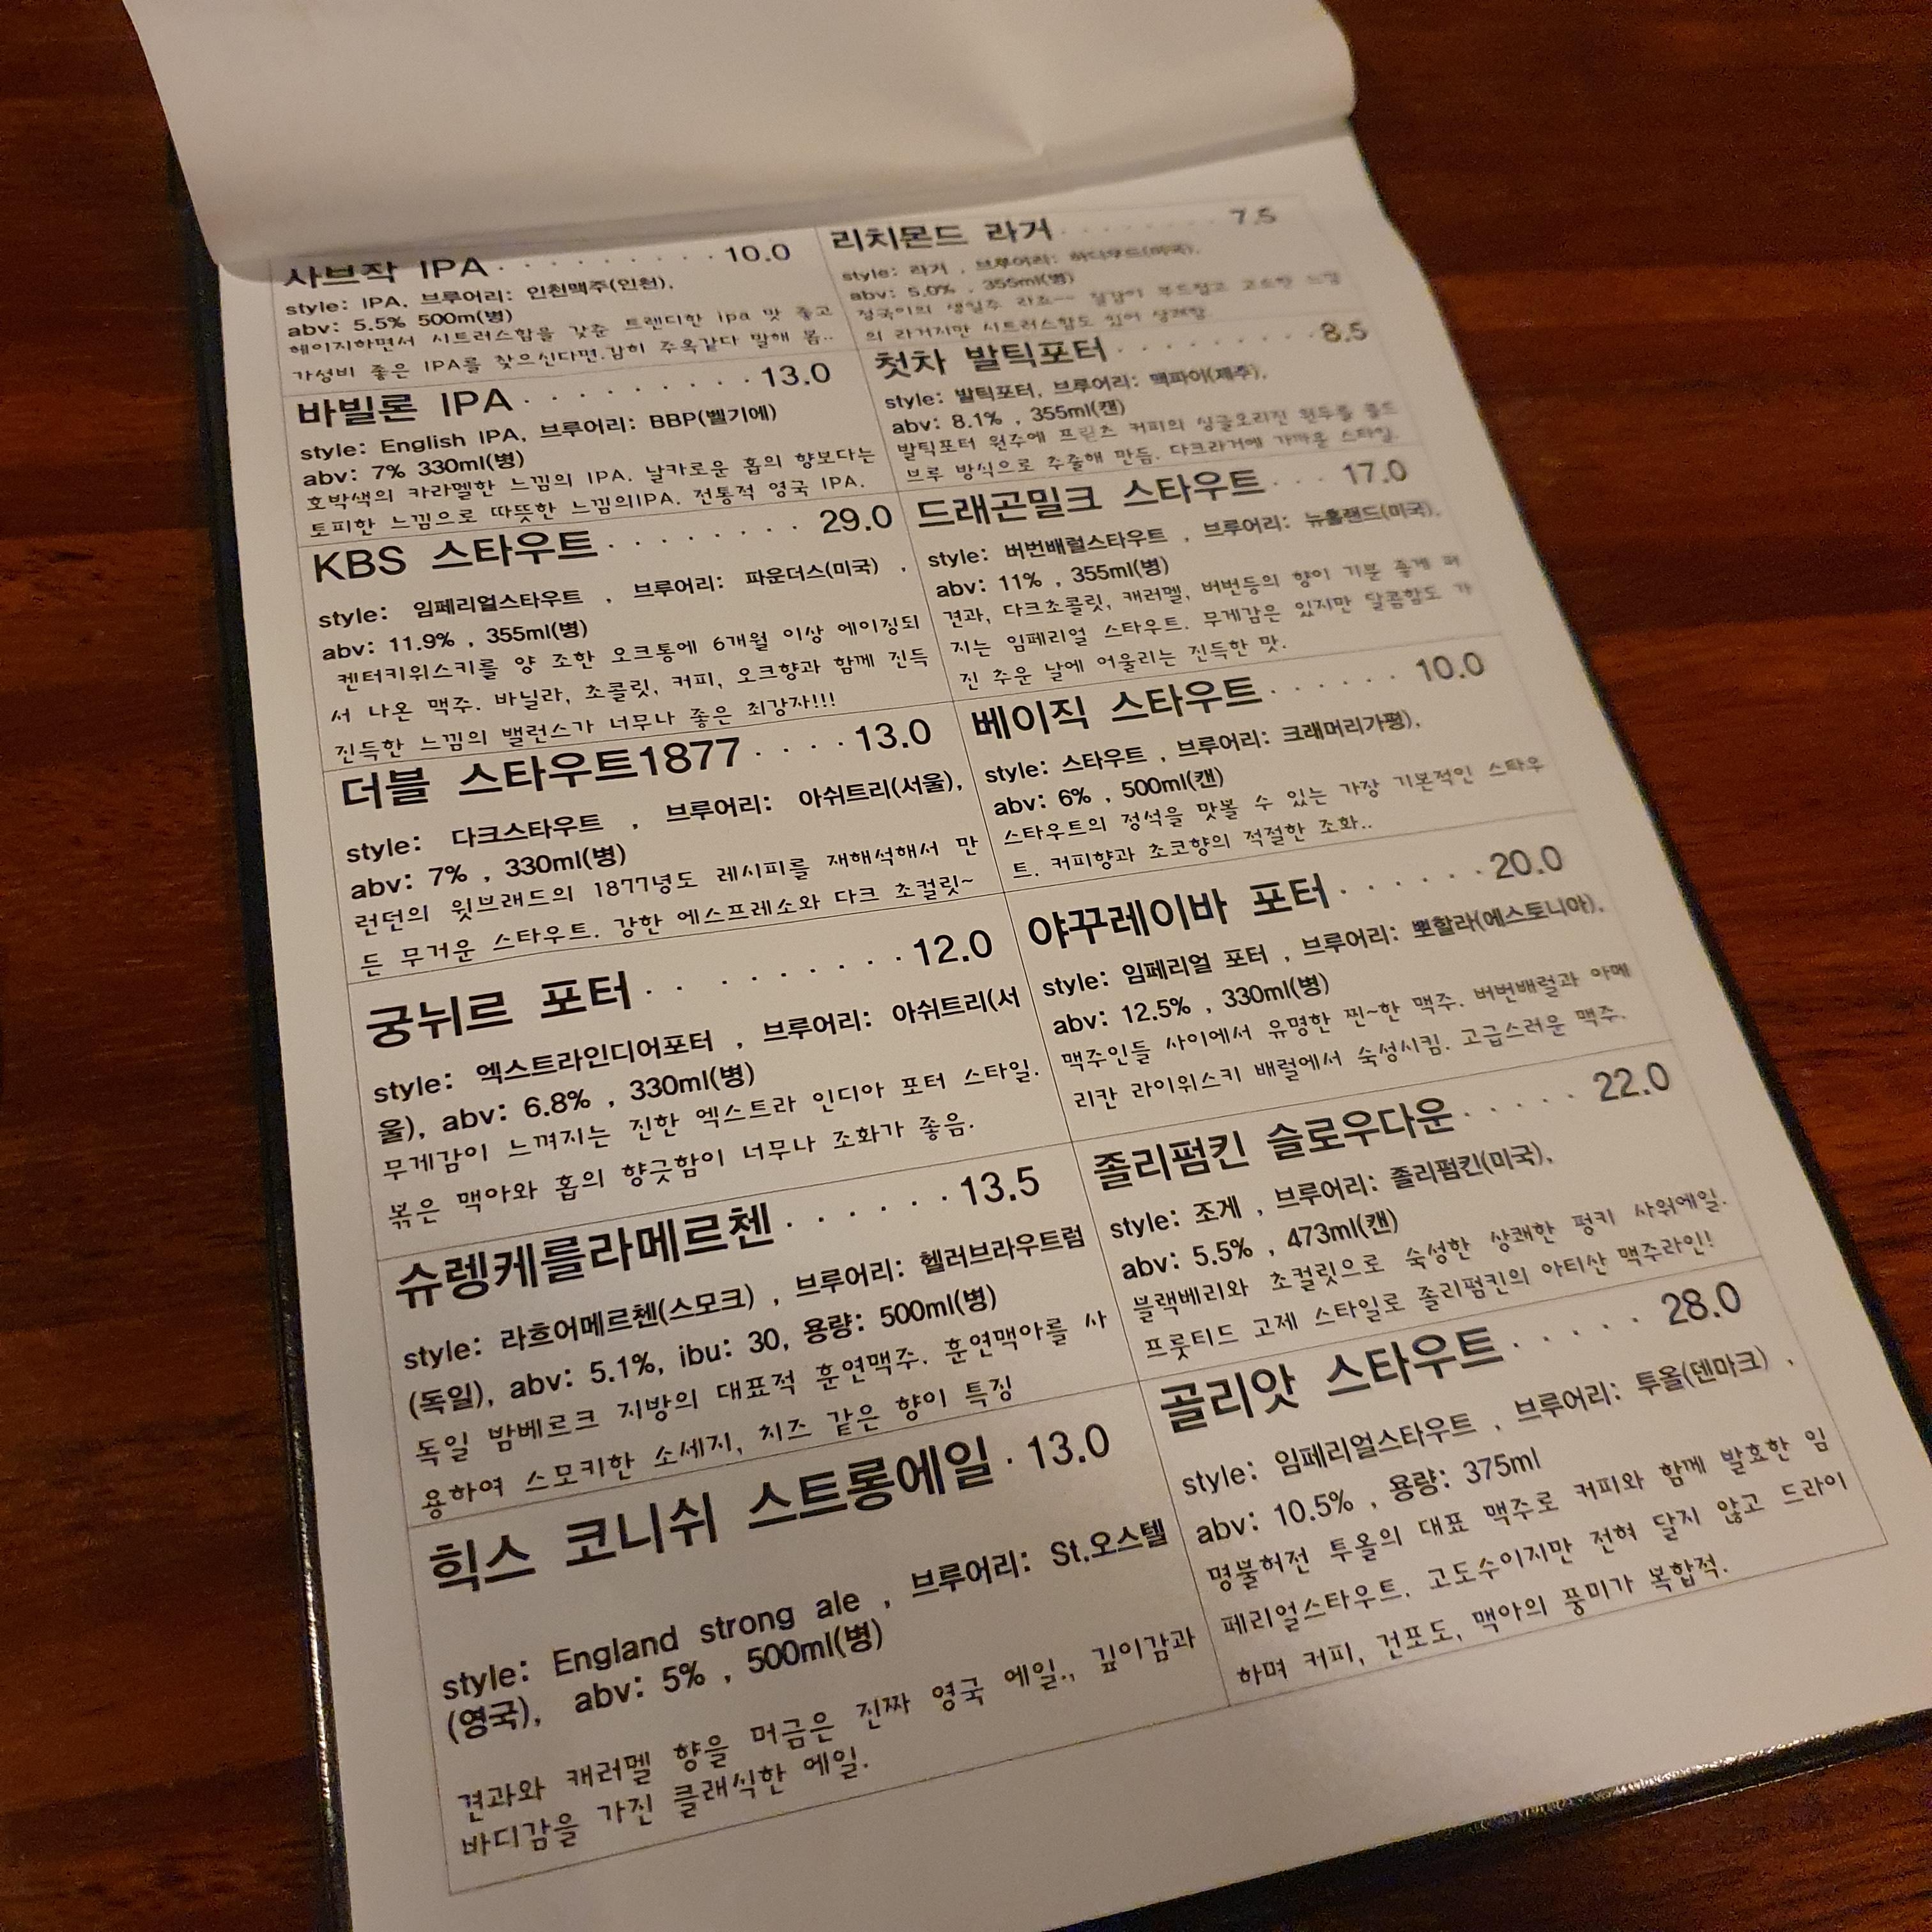 사브작 IPA · · · · · · · · · 10.0
style: IPA, 브루어리: 인천맥주(인천),
abv: 5.5% 500m(병)
헤이지하면서 시트러스함을 갖춘 트렌디한 ipa 맛 좋고
가성비 좋은 IPA를 찾으신다면.감히 주옥같다 말해 봄..
바빌론 IPA · · · · · · · · 13.0
style: English IPA, 브루어리: BBP(벨기에)
abv: 7% 330ml(병)
호박색의 카라멜한 느낌의 IPA. 날카로운 홉의 향보다는
토피한 느낌으로 따뜻한 느낌의IPA. 전통적 영국 IPA.
KBS 스타우트 · · · · · · · · 29.0
style: 임페리얼스타우트 , 브루어리: 파운더스(미국) ,
abv: 11.9% , 355ml(병)
켄터키위스키를 양 조한 오크통에 6개월 이상 에이징되
서 나온 맥주. 바닐라, 초콜릿, 커피, 오크향과 함께 진득
진득한 느낌의 밸런스가 너무나 좋은 최강자!!!
더블 스타우트1877 · · · · 13.0
style: 다크스타우트 , 브루어리: 아쉬트리(서울),
abv: 7% , 330ml(병)
런던의 윗브래드의 1877녕도 레시피를 재해석해서 만
든 무거운 스타우트. 강한 에스프레소와 다크 초컬릿~
궁뉘르 포터 · · · · · · · · 12.0
style: 엑스트라인디어포터 , 브루어리: 아쉬트리(서
울), abv: 6.8% , 330ml(병)
무게감이 느껴지는 진한 엑스트라 인디아 포터 스타일.
볶은 맥아와 홉의 향긋함이 너무나 조화가 좋음.
슈렝케를라메르첸 · · · · · · 13.5
style: 라흐어메르첸(스모크) , 브루어리: 헬러브라우트럼
(독일), abv: 5.1%, ibu: 30, 용량: 500ml(병)
독일 밤베르크 지방의 대표적 훈연맥주. 훈연맥아를 사
용하여 스모키한 소세지, 치즈 같은 향이 특징
힉스 코니쉬 스트롱에일 · 13.0
style: England strong ale , 브루어리: St.오스텔
(영국), abv: 5% , 500ml(병)
견과와 캐러멜 향을 머금은 진짜 영국 에일., 깊이감과
바디감을 가진 클래식한 에일.
리치몬드 라거 · · · · · · · · 7.5
style: 라거 , 브루어리: 하디우드(미국),
abv: 5.0% , 355ml(병)
의 라거지만 시트러스함도 있어 상쾌함.
첫차 발틱포터 · · · · · · · · · 8.5
style: 발틱포터, 브루어리: 맥파이(제주),
abv: 8.1% , 355ml(캔)
발틱포터 원주에 프릳츠 커피의 싱글오리진 원두를 콜드
브루 방식으로 추출해 만듬. 다크라거에 가까운 스타일.
드래곤밀크 스타우트 · · · 17.0
style: 버번배럴스타우트 , 브루어리: 뉴홀랜드(미국),
abv: 11% , 355ml(병)
견과, 다크초콜릿, 캐러멜, 버번등의 향이 기분 좋게 퍼
지는 임페리얼 스타우트. 무게감은 있지만 달콤함도 가
진 추운 날에 어울리는 진득한 맛.
베이직 스타우트 · · · · · · 10.0
style: 스타우트 , 브루어리: 크래머리가평),
abv: 6% , 500ml(캔)
스타우트의 정석을 맛볼 수 있는 가장 기본적인 스타우
트. 커피향과 초코향의 적절한 조화..
야꾸레이바 포터 · · · · · · 20.0
style: 임페리얼 포터 , 브루어리: 뽀할라(에스토니아),
abv: 12.5% , 330ml(병)
맥주인들 사이에서 유명한 찐~한 맥주. 버번배럴과 아메
리칸 라이위스키 배럴에서 숙성시킴. 고급스러운 맥주.
졸리펌킨 슬로우다운 · · · · · 22.0
style: 조게 , 브루어리: 졸리펌킨(미국),
abv: 5.5% , 473ml(캔)
블랙베리와 초컬릿으로 숙성한 상쾌한 펑키 사워에일.
프룻티드 고제 스타일로 졸리펌킨의 아티산 맥주라인!
골리앗 스타우트 · · · · · 28.0
style: 임페리얼스타우트 , 브루어리: 투올(덴마크) ,
abv: 10.5% , 용량: 375ml
명불허전 투올의 대표 맥주로 커피와 함께 발효한 임
페리얼스타우트. 고도수이지만 전혀 달지 않고 드라이
하며 커피, 건포도, 맥아의 풍미가 복합적.